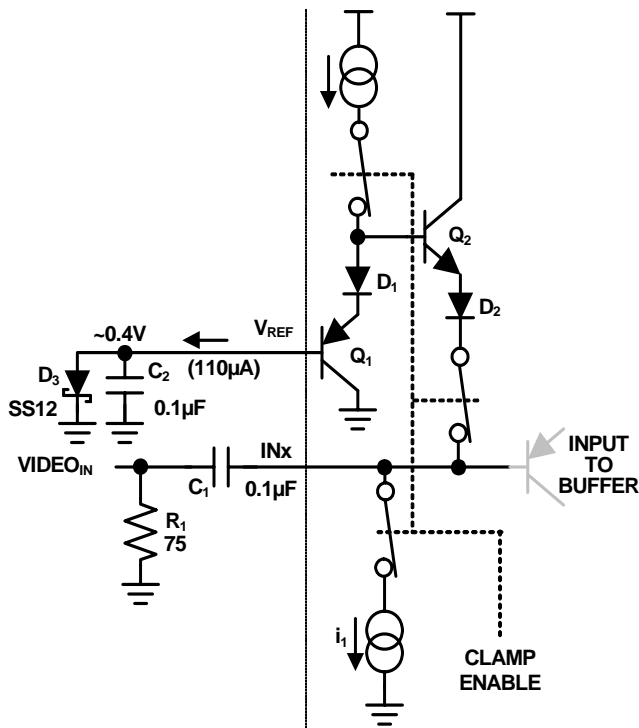 Q2
D1
D2
~0.4V
VREF
(110µA)
Q1
D3
SS12
C2
0.1µF
VIDEOIN
INx
C1
0.1µF
INPUT
TO
BUFFER
R1
75
i1
CLAMP
ENABLE